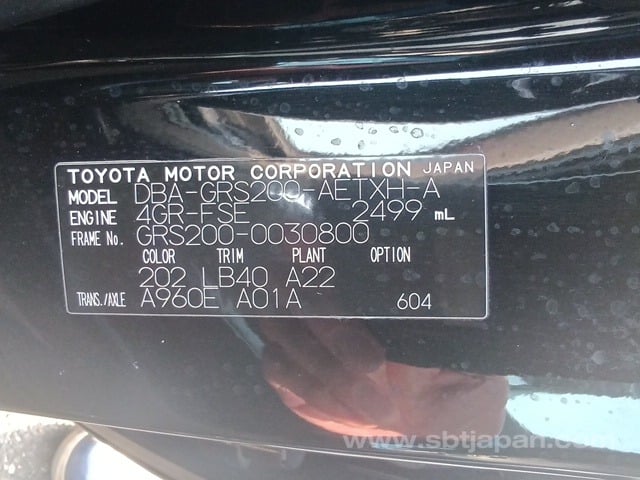 TOYOTA MOTOR CORPORATION JAPAN
MODEL DBA-GRS200-AETXH-A
ENGINE 4GR-FSE 2499 mL
FRAME No. GRS200-0030800
COLOR TRIM PLANT OPTION
202 LB40 A22
TRANS./AXLE A960E A01A 604
www.sbtjapan.com